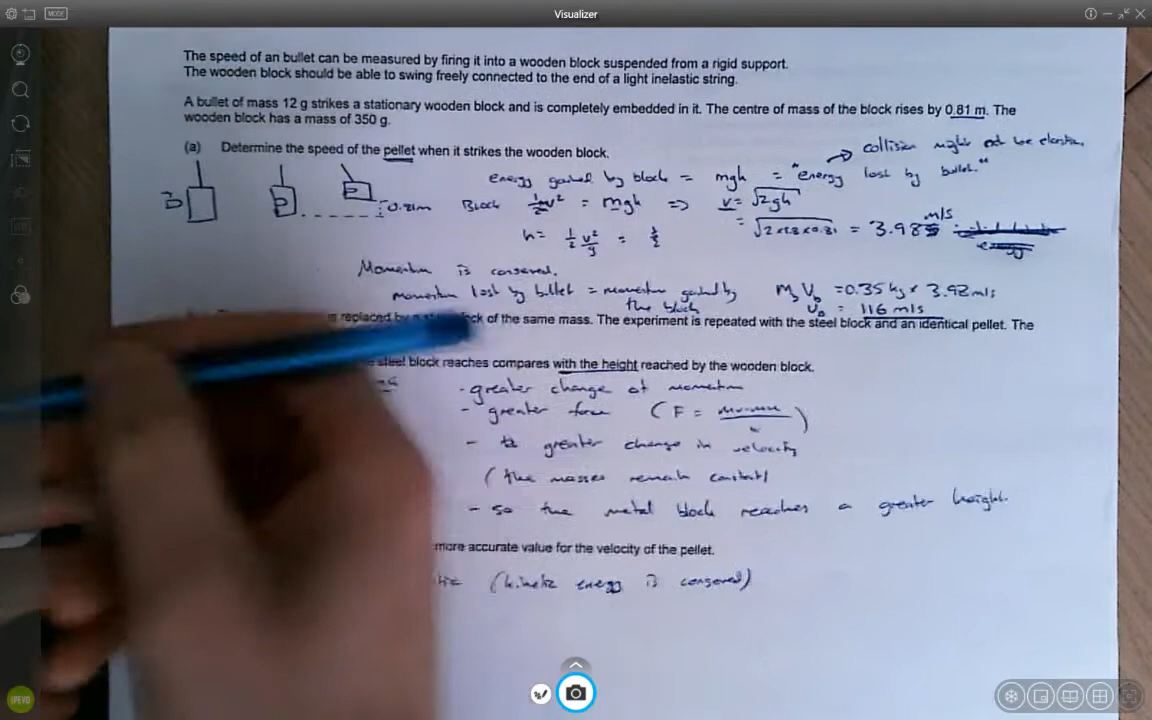 MODE
Visualizer
The speed of an bullet can be measured by firing it into a wooden block suspended from a rigid support.
The wooden block should be able to swing freely connected to the end of a light inelastic string.
A bullet of mass 12 g strikes a stationary wooden block and is completely embedded in it. The centre of mass of the block rises by 0.81 m. The
wooden block has a mass of 350 g.
(a) Determine the speed of the pellet when it strikes the wooden block.
collision might not be elastic.
energy gained by block = mgh = "energy lost by bullet."
0.81m
Block ½mv² = mgh => v = √2gh
= √2×9.8×0.81 = 3.98 m/s
h = ½ v²/g =
Momentum is conserved.
momentum lost by bullet = momentum gained by the block
= 0.35 kg × 3.92 m/s
= 116 m/s
is replaced by a of the same mass. The experiment is repeated with the steel block and an identical pellet. The
steel block reaches compares with the height reached by the wooden block.
- greater change of momentum
- greater force (F = )
- greater change in velocity
(the masses remain constant)
- so the metal block reaches a greater height.
more accurate value for the velocity of the pellet.
(kinetic energy is conserved)
IPEVO